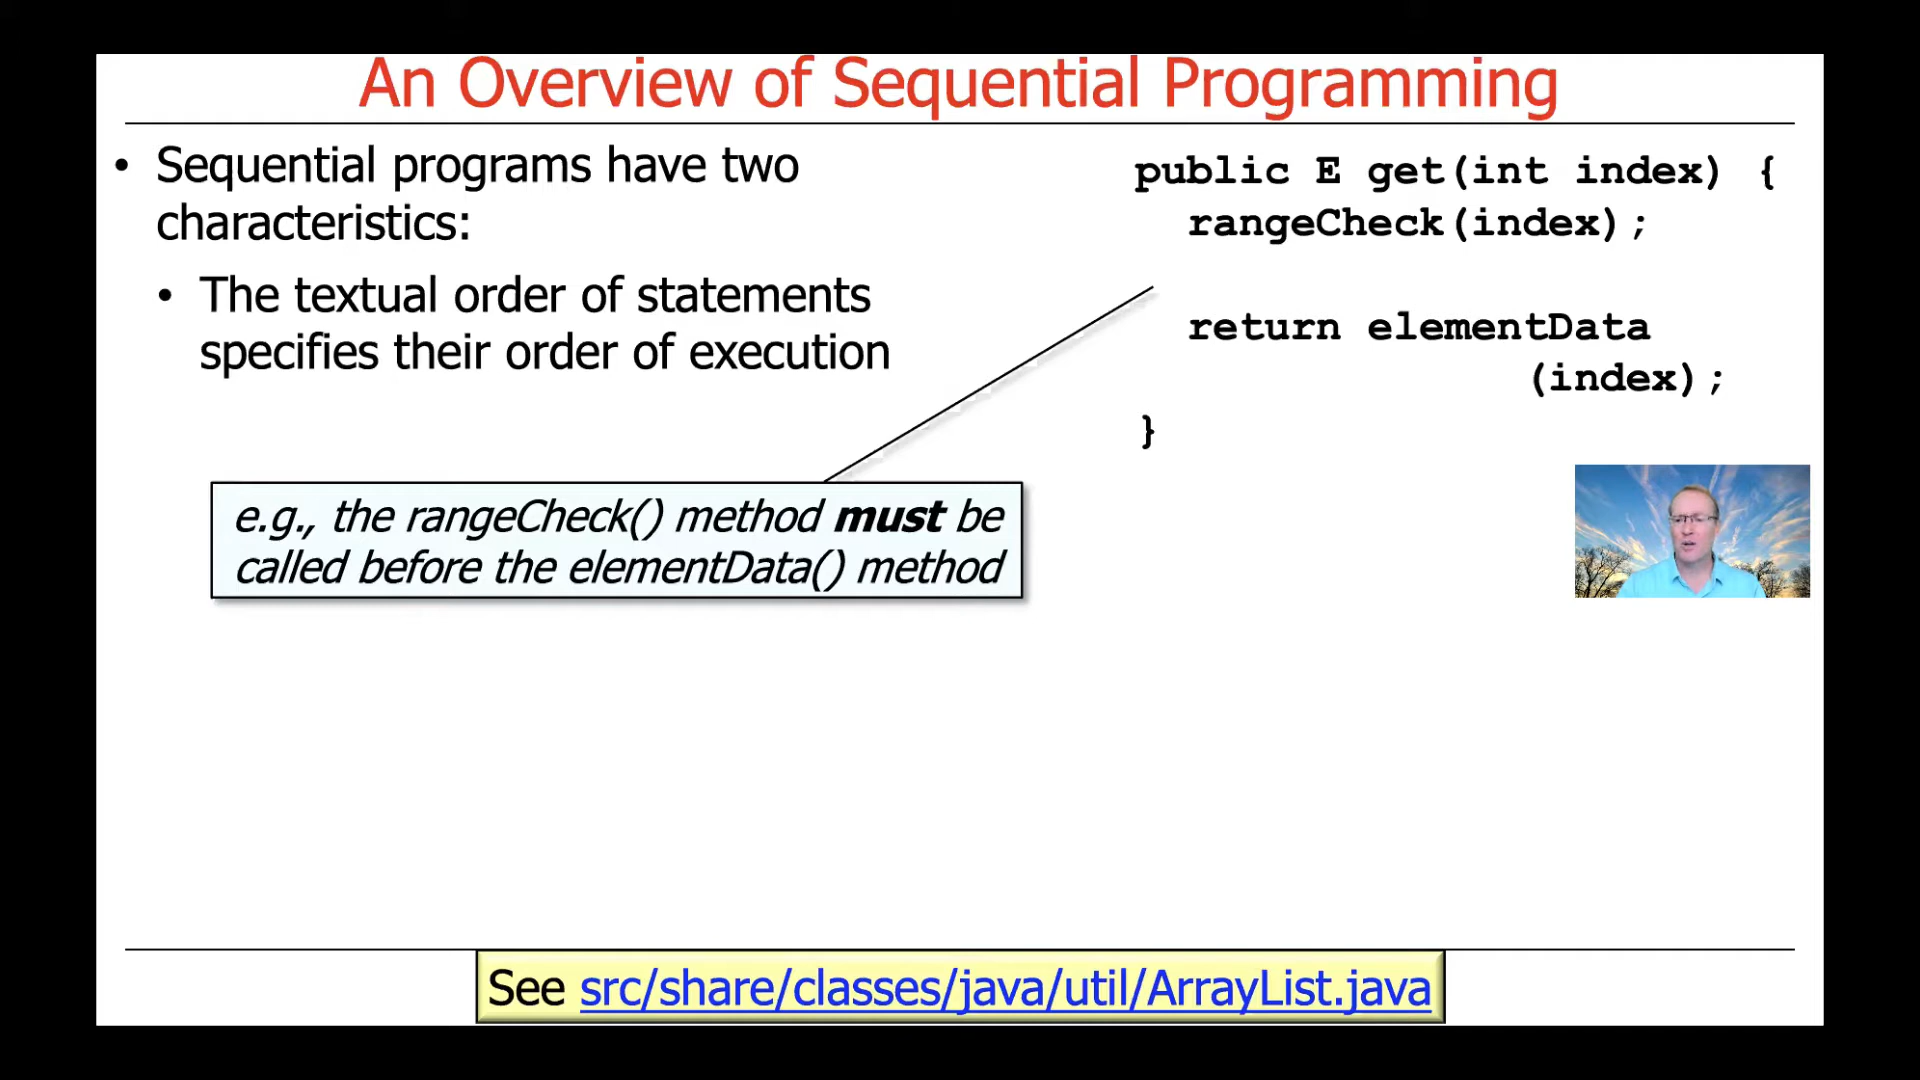 An Overview of Sequential Programming
• Sequential programs have two
characteristics:
• The textual order of statements
specifies their order of execution
public E get(int index) {
rangeCheck(index);
return elementData
(index);
}
e.g., the rangeCheck() method must be
called before the elementData() method
See src/share/classes/java/util/ArrayList.java